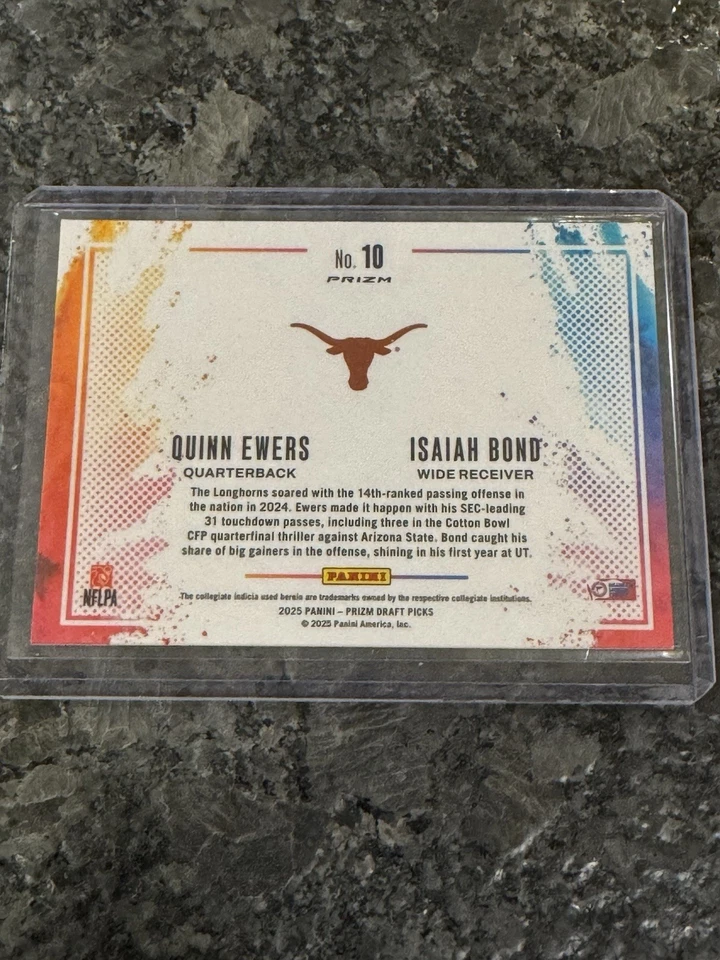 No. 10
PRIZM
QUINN EWERS
QUARTERBACK
ISAIAH BOND
WIDE RECEIVER
The Longhorns soared with the 14th-ranked passing offense in
the nation in 2024. Ewers made it happen with his SEC-leading
31 touchdown passes, including three in the Cotton Bowl
CFP quarterfinal thriller against Arizona State. Bond caught his
share of big gainers in the offense, shining in his first year at UT.
PANINI
NFLPA
The collegiate indicia used herein are trademarks owned by the respective collegiate institutions.
2025 PANINI – PRIZM DRAFT PICKS
© 2025 Panini America, Inc.